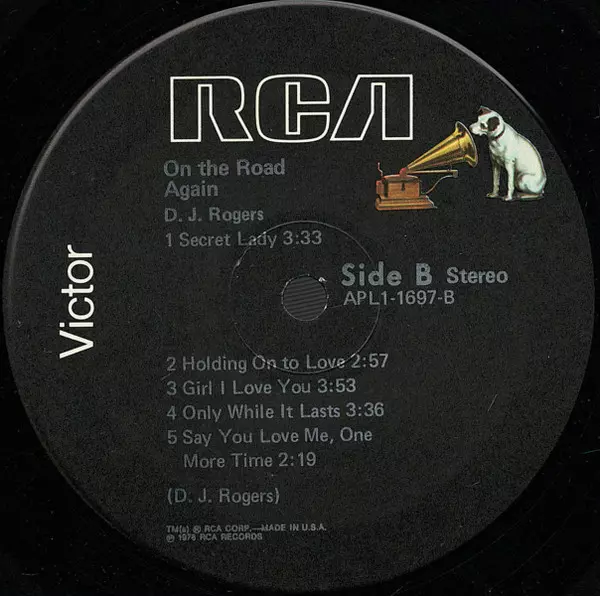 RCA
On the Road
Again
D. J. Rogers
1 Secret Lady 3:33
Victor
Side B Stereo
APL1-1697-B
2 Holding On to Love 2:57
3 Girl I Love You 3:53
4 Only While It Lasts 3:36
5 Say You Love Me, One
More Time 2:19
(D. J. Rogers)
TM(s) ® RCA CORP.—MADE IN U.S.A.
℗ 1976 RCA RECORDS